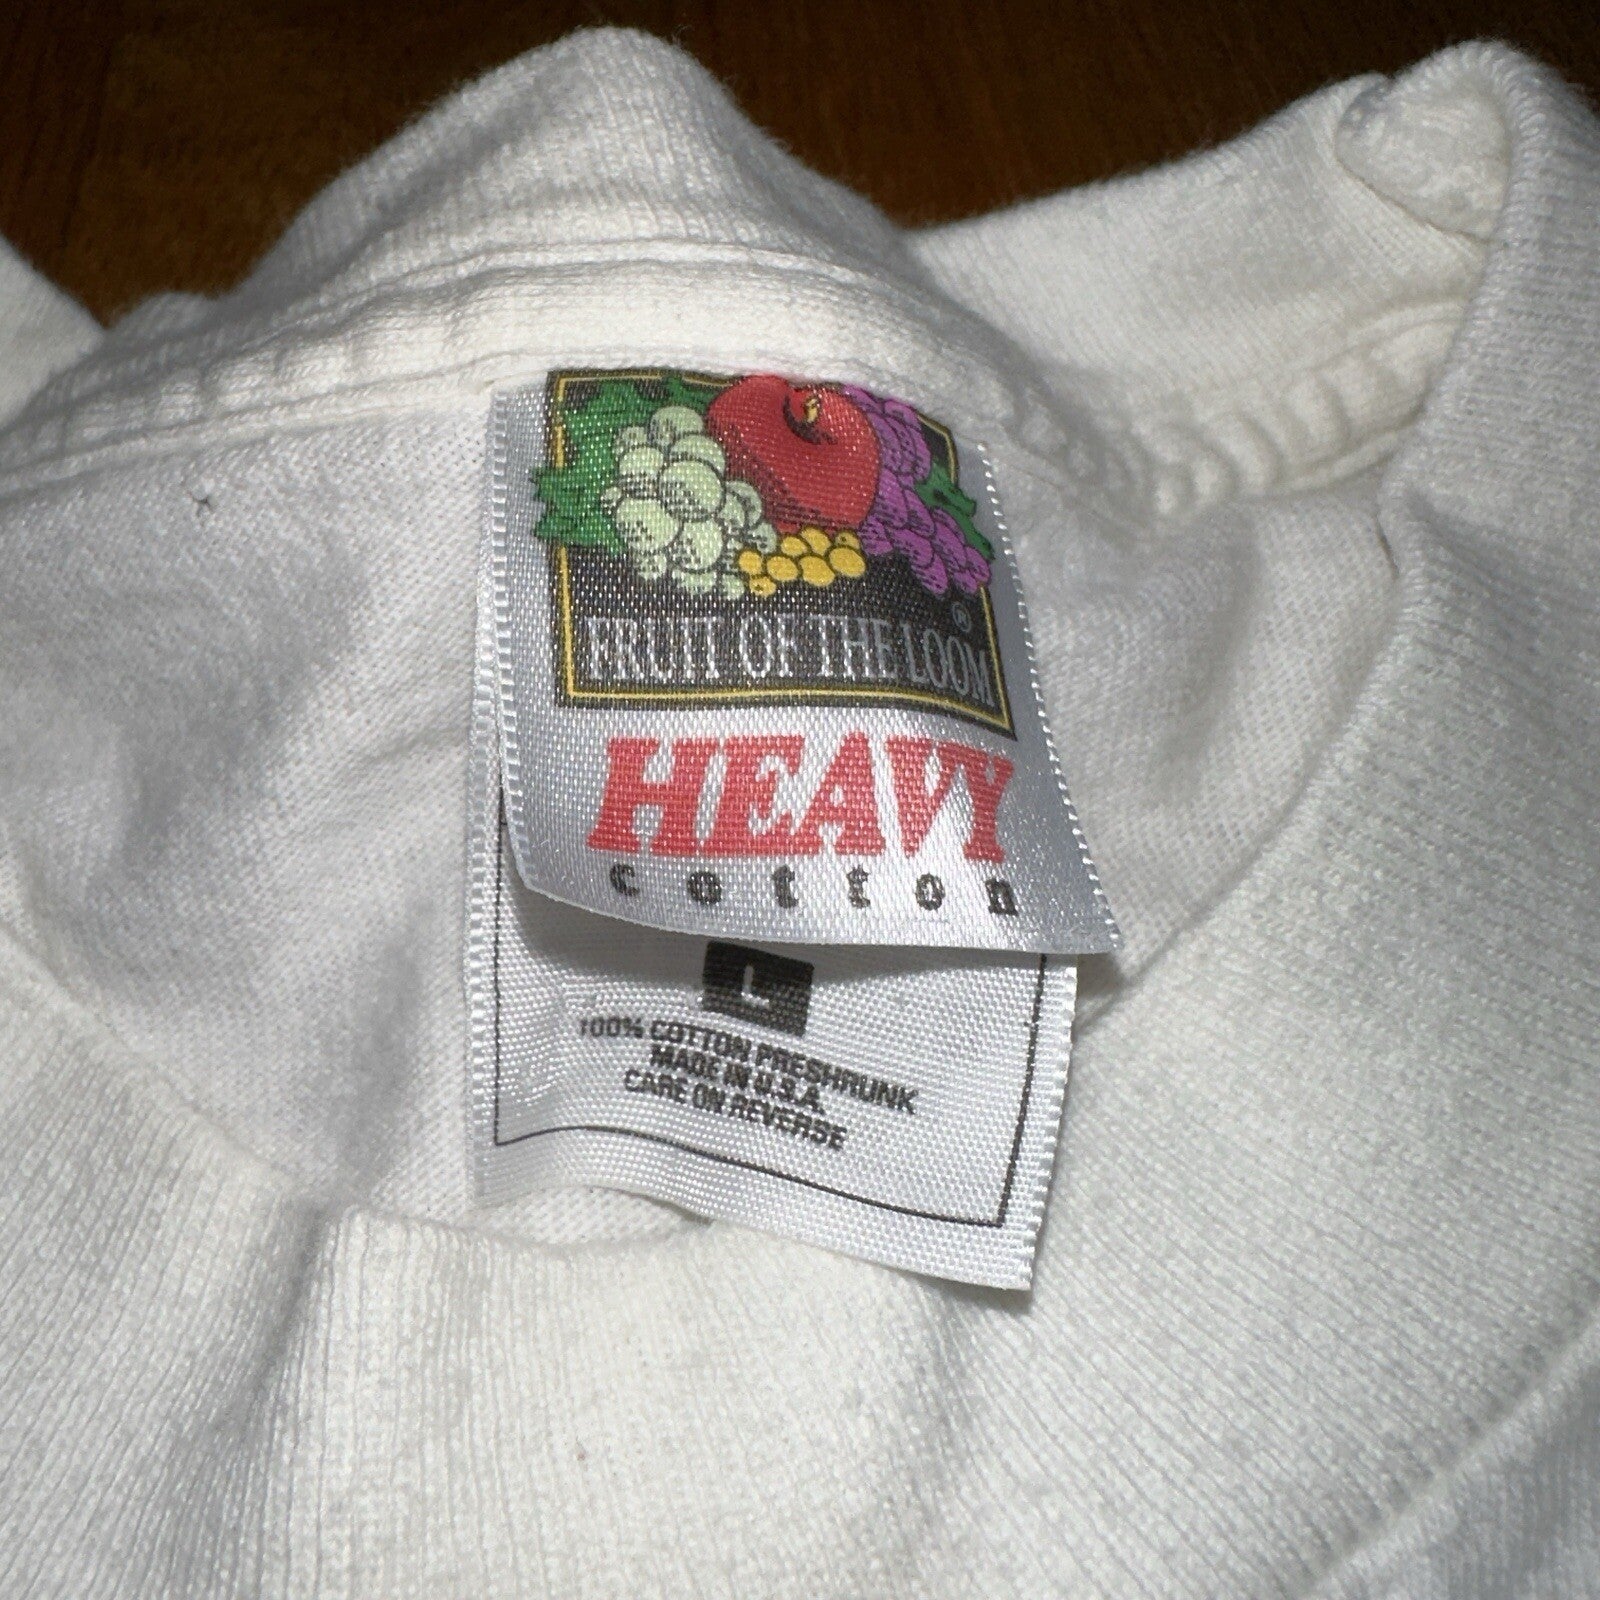 FRUIT OF THE LOOM®
HEAVY
cotton
L
100% COTTON PRESHRUNK
MADE IN U.S.A.
CARE ON REVERSE